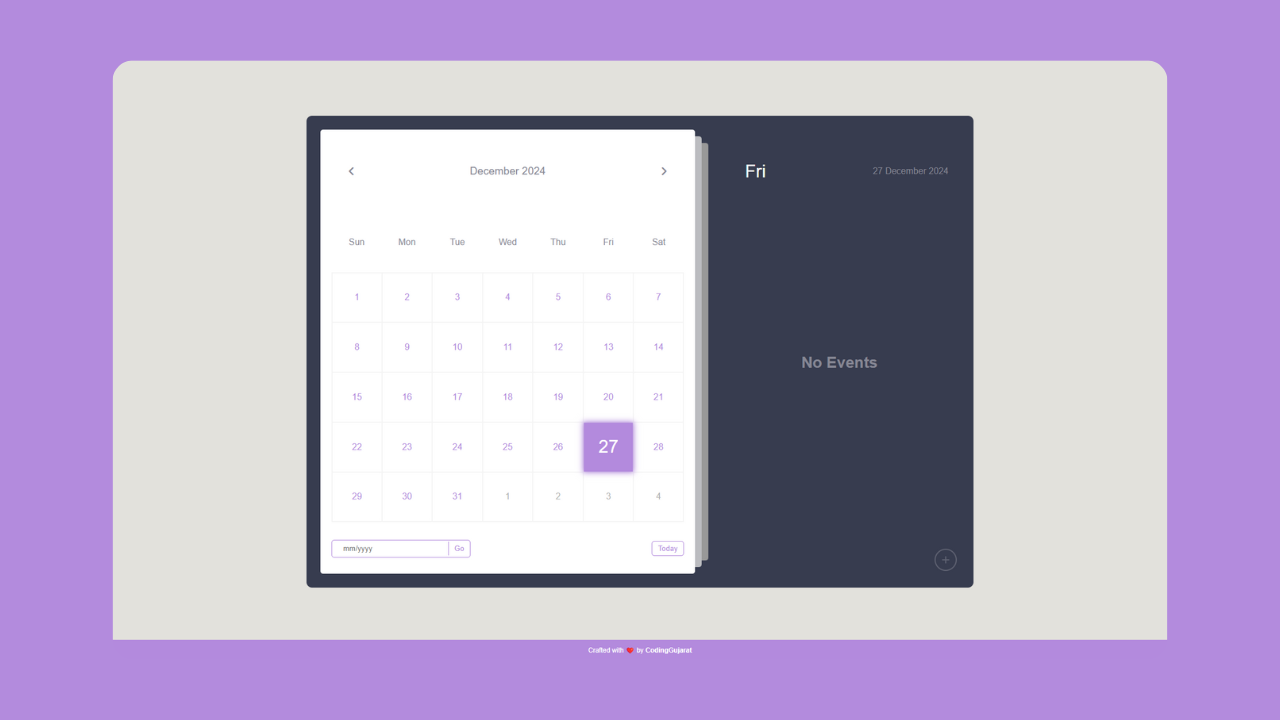 December 2024
Sun Mon Tue Wed Thu Fri Sat
1 2 3 4 5 6 7
8 9 10 11 12 13 14
15 16 17 18 19 20 21
22 23 24 25 26 27 28
29 30 31 1 2 3 4
mm/yyyy Go Today
Fri 27 December 2024
No Events
Crafted with ❤️ by CodingGujarat